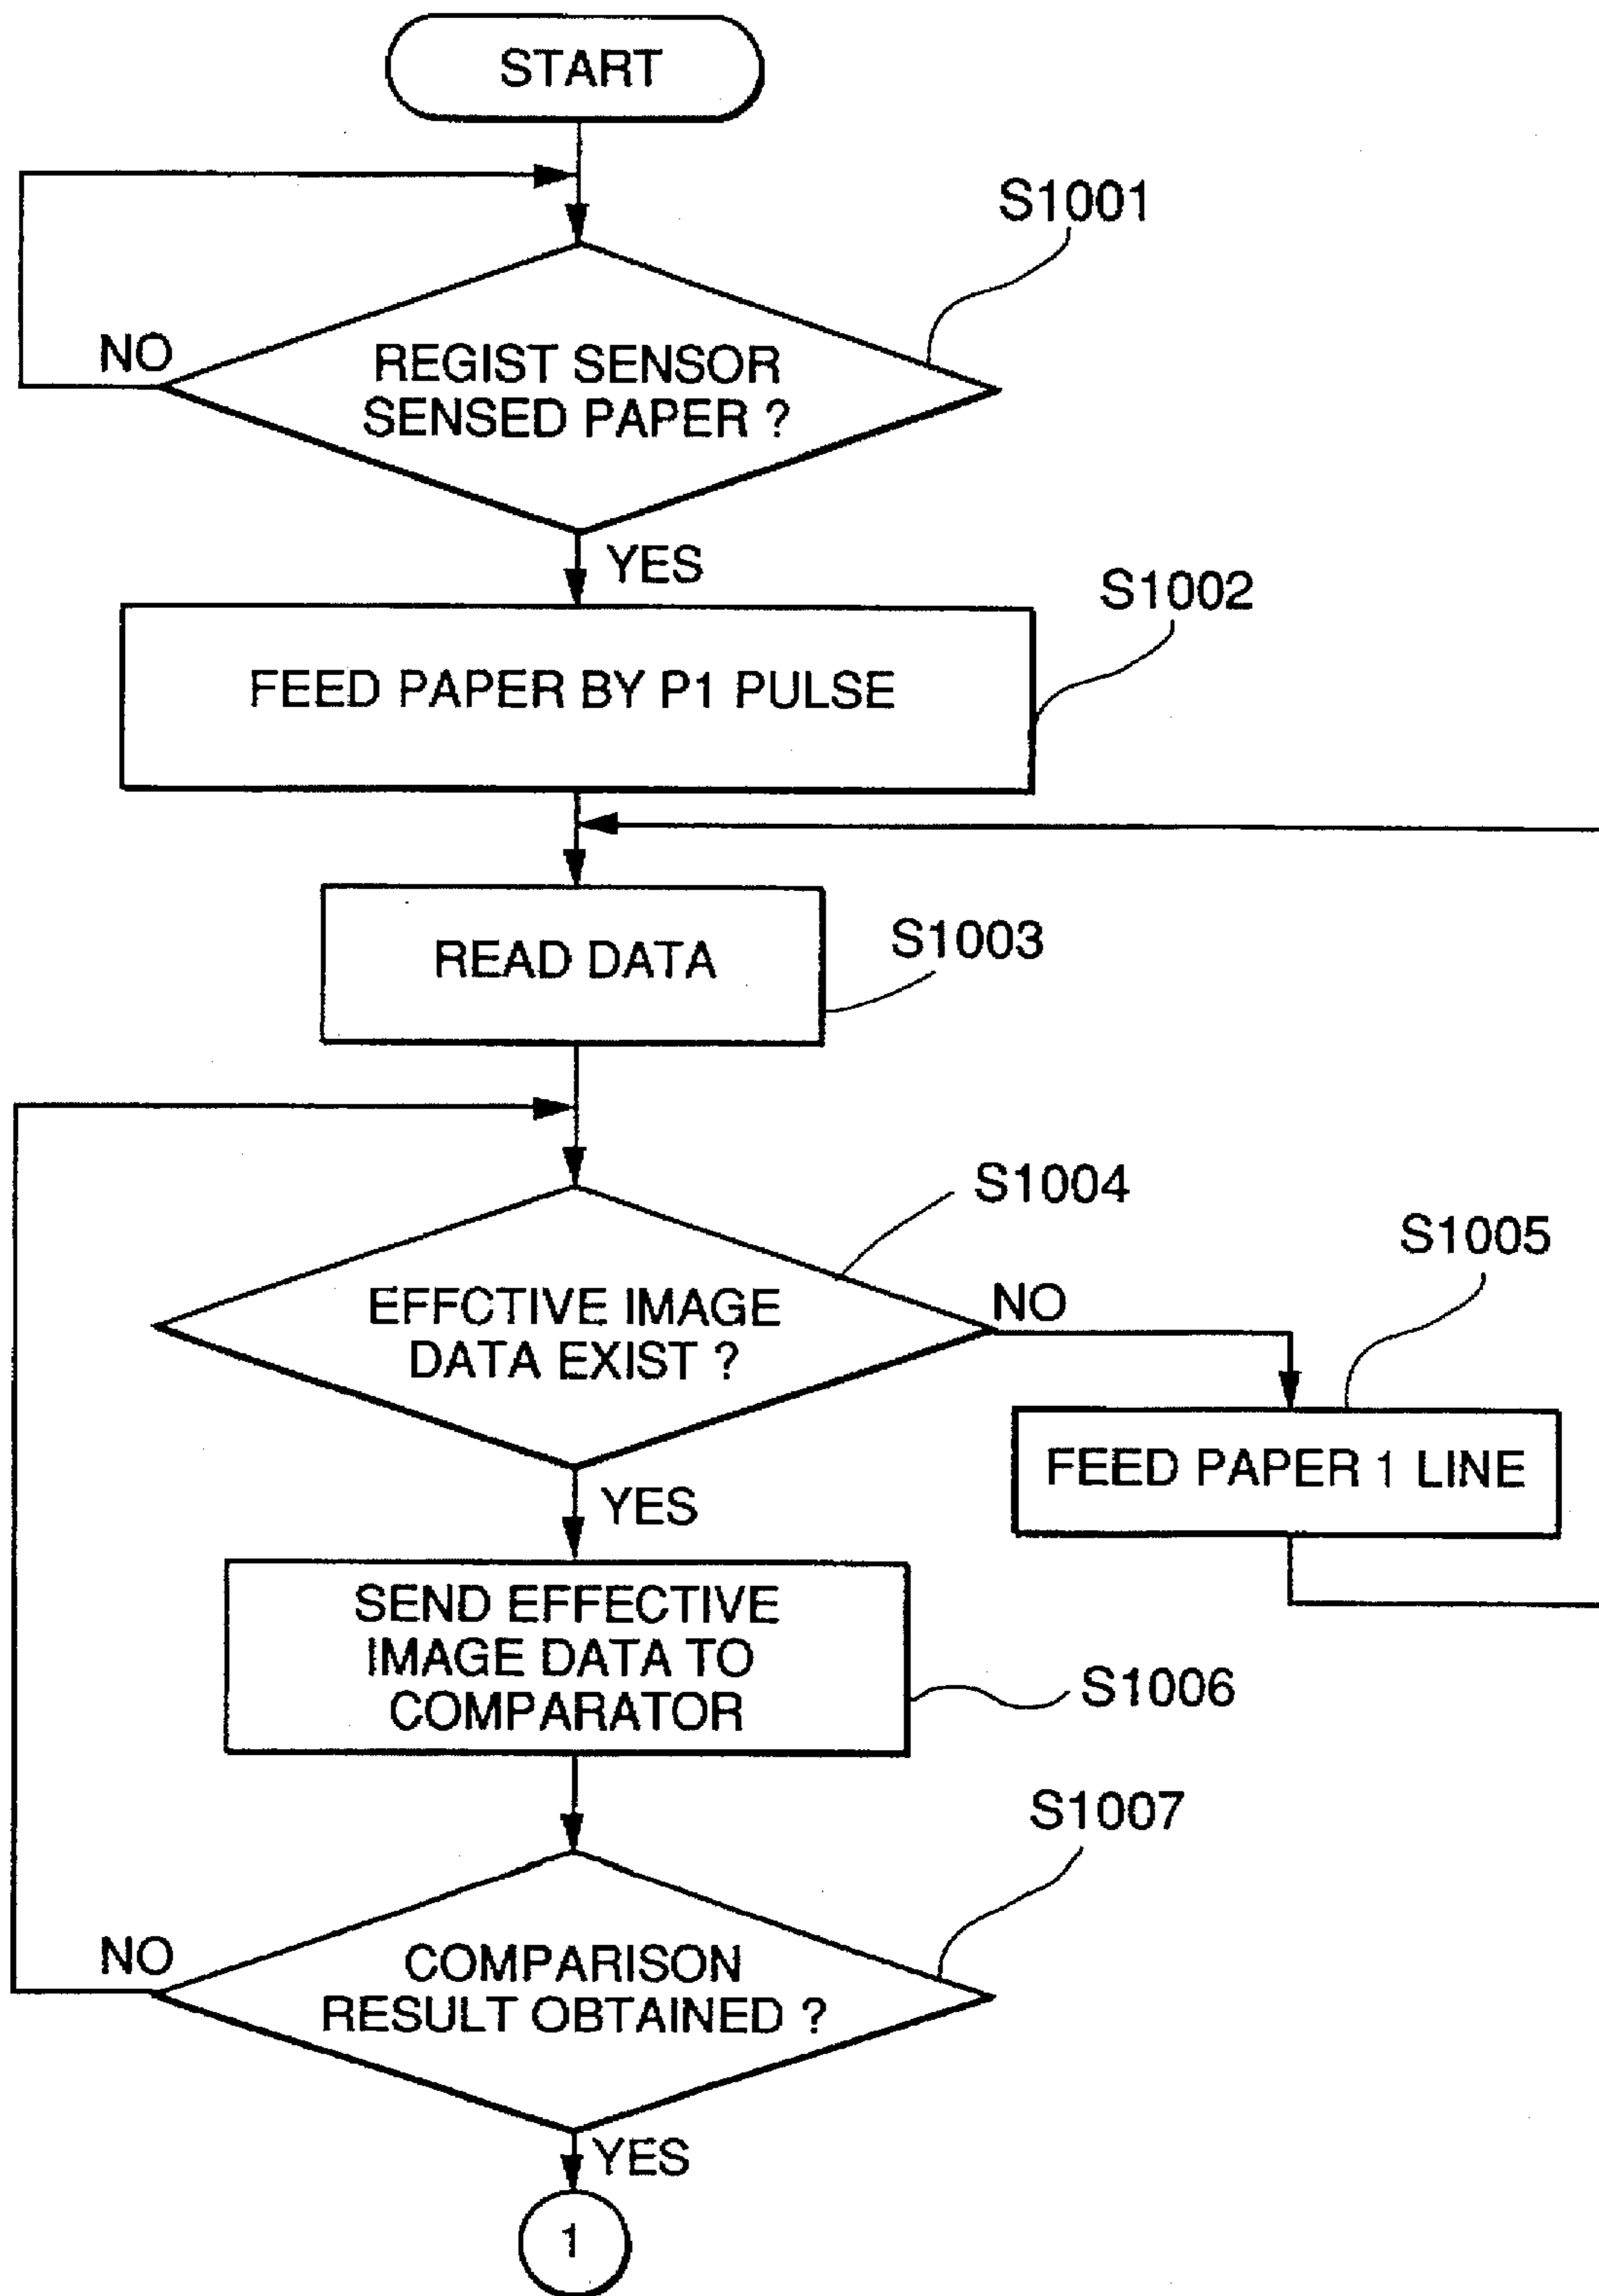 START
S1001
NO
REGIST SENSOR
SENSED PAPER ?
YES
S1002
FEED PAPER BY P1 PULSE
READ DATA
S1003
S1004
EFFCTIVE IMAGE
DATA EXIST ?
NO
S1005
FEED PAPER 1 LINE
YES
SEND EFFECTIVE
IMAGE DATA TO
COMPARATOR
S1006
S1007
NO
COMPARISON
RESULT OBTAINED ?
YES
1